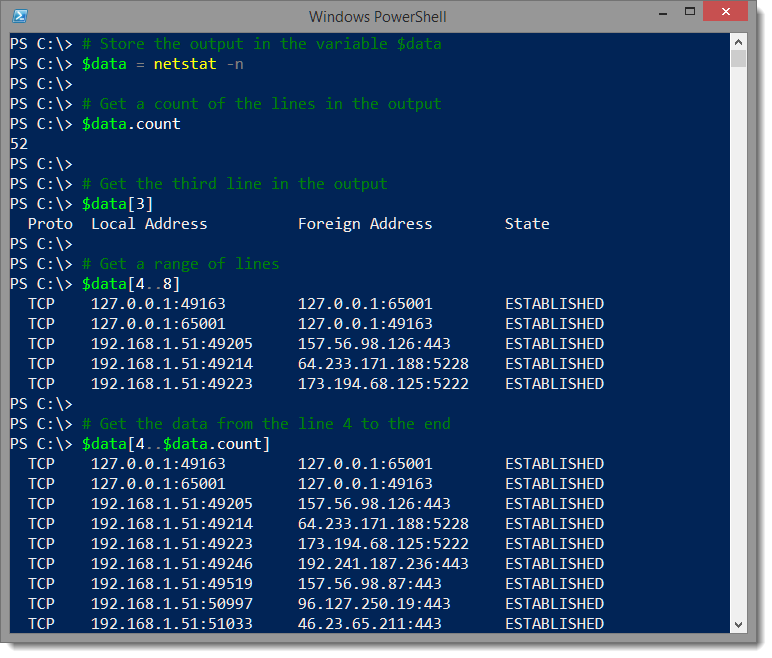 Windows PowerShell
PS C:\> # Store the output in the variable $data
PS C:\> $data = netstat -n
PS C:\>
PS C:\> # Get a count of the lines in the output
PS C:\> $data.count
52
PS C:\>
PS C:\> # Get the third line in the output
PS C:\> $data[3]
  Proto  Local Address          Foreign Address        State
PS C:\>
PS C:\> # Get a range of lines
PS C:\> $data[4..8]
  TCP    127.0.0.1:49163        127.0.0.1:65001        ESTABLISHED
  TCP    127.0.0.1:65001        127.0.0.1:49163        ESTABLISHED
  TCP    192.168.1.51:49205     157.56.98.126:443      ESTABLISHED
  TCP    192.168.1.51:49214     64.233.171.188:5228    ESTABLISHED
  TCP    192.168.1.51:49223     173.194.68.125:5222    ESTABLISHED
PS C:\>
PS C:\> # Get the data from the line 4 to the end
PS C:\> $data[4..$data.count]
  TCP    127.0.0.1:49163        127.0.0.1:65001        ESTABLISHED
  TCP    127.0.0.1:65001        127.0.0.1:49163        ESTABLISHED
  TCP    192.168.1.51:49205     157.56.98.126:443      ESTABLISHED
  TCP    192.168.1.51:49214     64.233.171.188:5228    ESTABLISHED
  TCP    192.168.1.51:49223     173.194.68.125:5222    ESTABLISHED
  TCP    192.168.1.51:49246     192.241.187.236:443    ESTABLISHED
  TCP    192.168.1.51:49519     157.56.98.87:443       ESTABLISHED
  TCP    192.168.1.51:50997     96.127.250.19:443      ESTABLISHED
  TCP    192.168.1.51:51033     46.23.65.211:443       ESTABLISHED